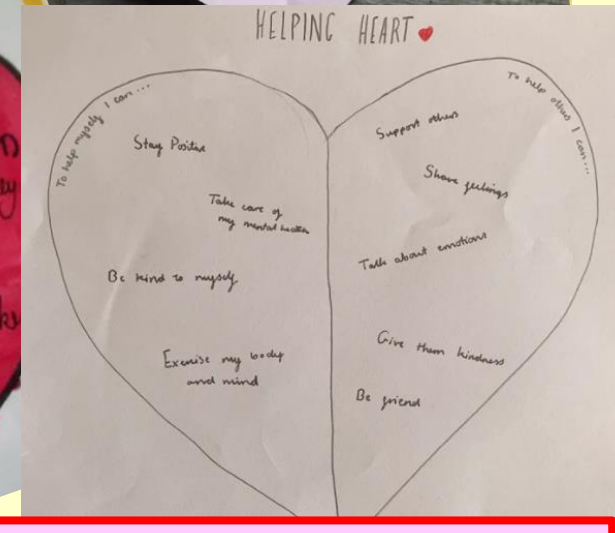 HELPING HEART
To help myself I can...
Stay Positive
Take care of
my mental health
Be kind to myself
Exercise my body
and mind
To help others I can....
Support others
Share feelings
Talk about emotions
Give them kindness
Be friend